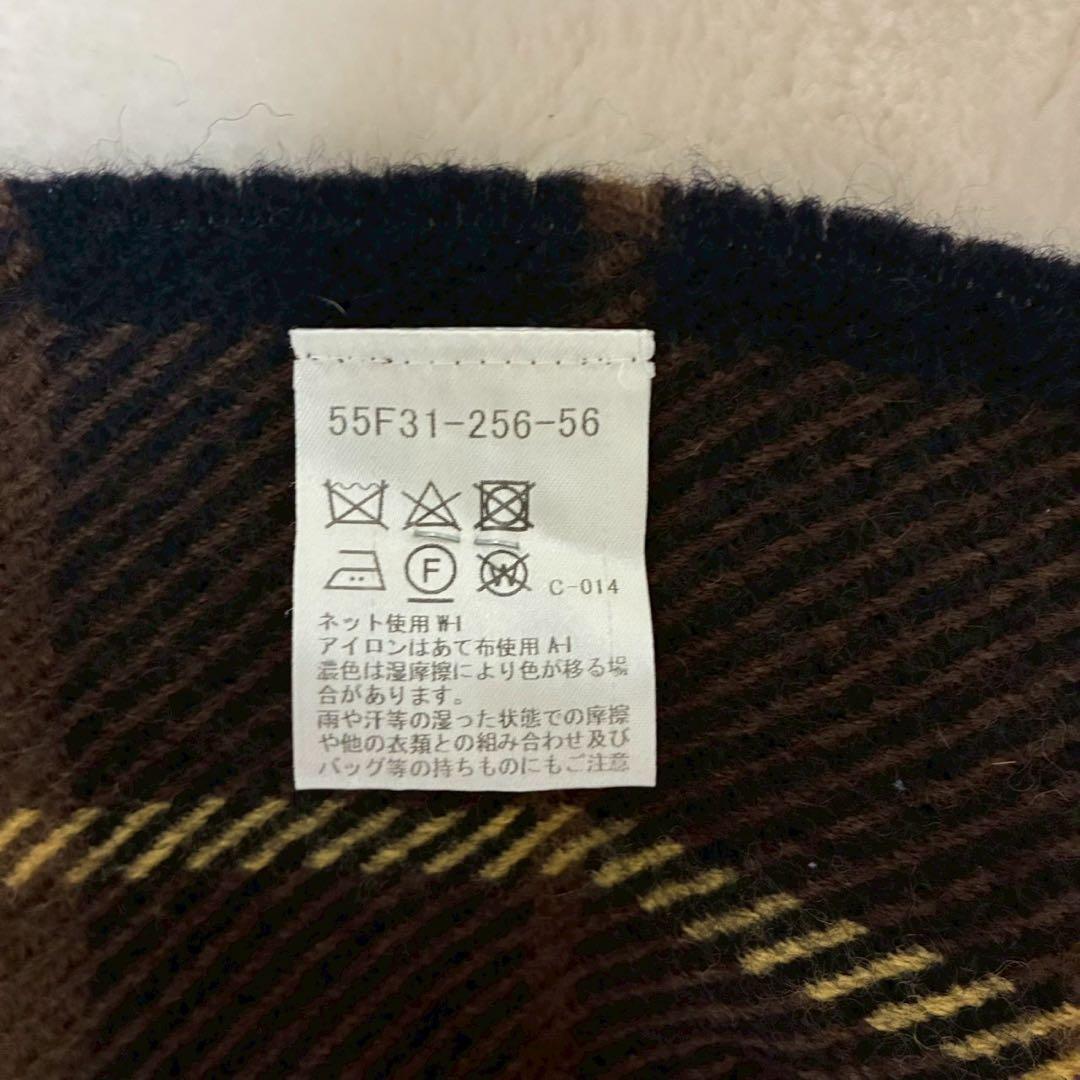 55F31-256-56
F
W C-014
ネット使用 W-I
アイロンはあて布使用 A-I
濃色は湿摩擦により色が移る場
合があります。
雨や汗等の湿った状態での摩擦
や他の衣類との組み合わせ及び
バッグ等の持ちものにもご注意